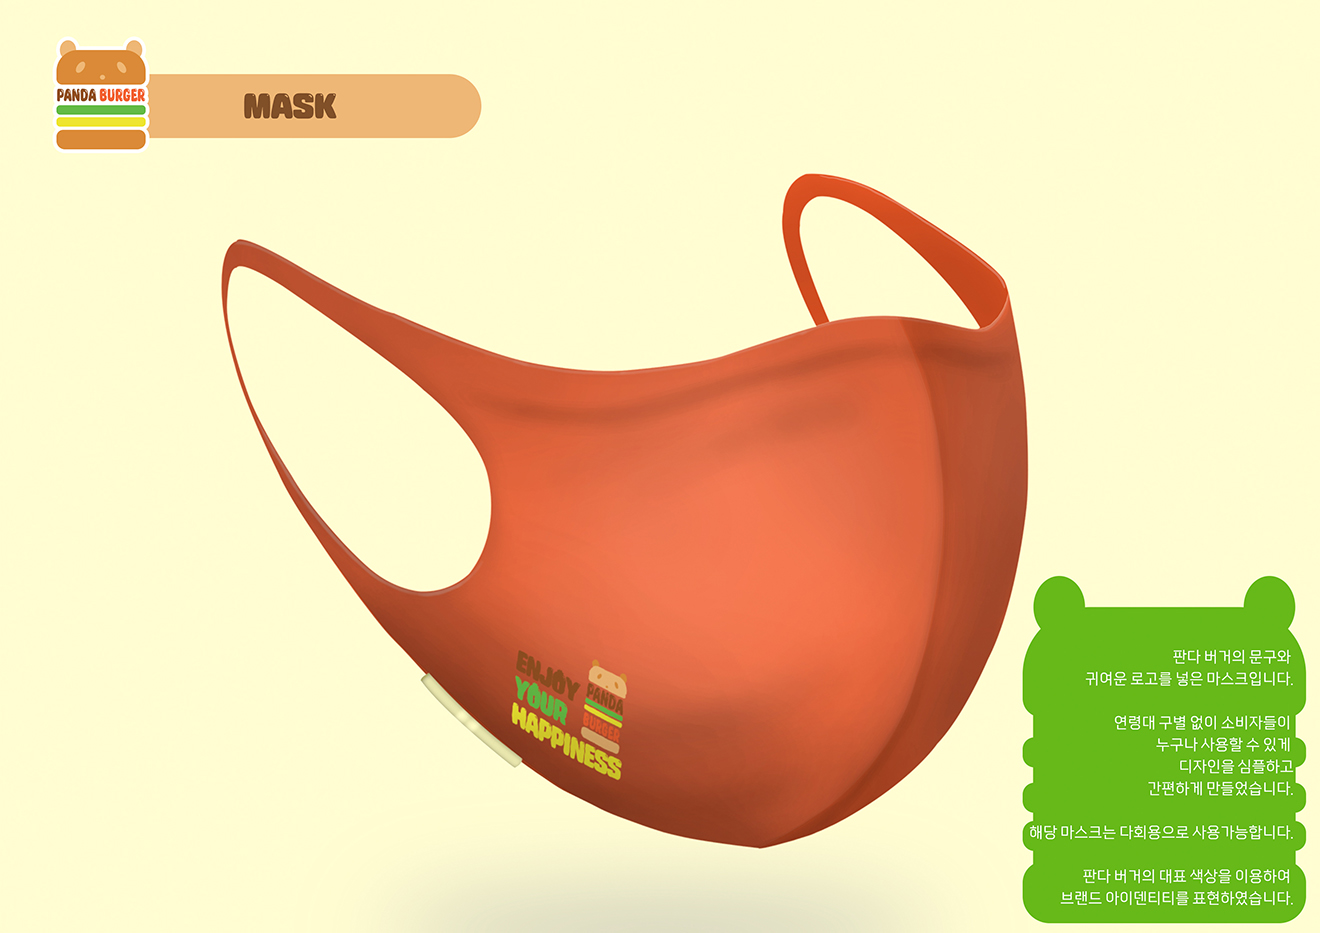 PANDA BURGER
MASK
ENJOY
YOUR
HAPPINESS
PANDA
BURGER
판다 버거의 문구와
귀여운 로고를 넣은 마스크입니다.
연령대 구별 없이 소비자들이
누구나 사용할 수 있게
디자인을 심플하고
간편하게 만들었습니다.
해당 마스크는 다회용으로 사용가능합니다.
판다 버거의 대표 색상을 이용하여
브랜드 아이덴티티를 표현하였습니다.